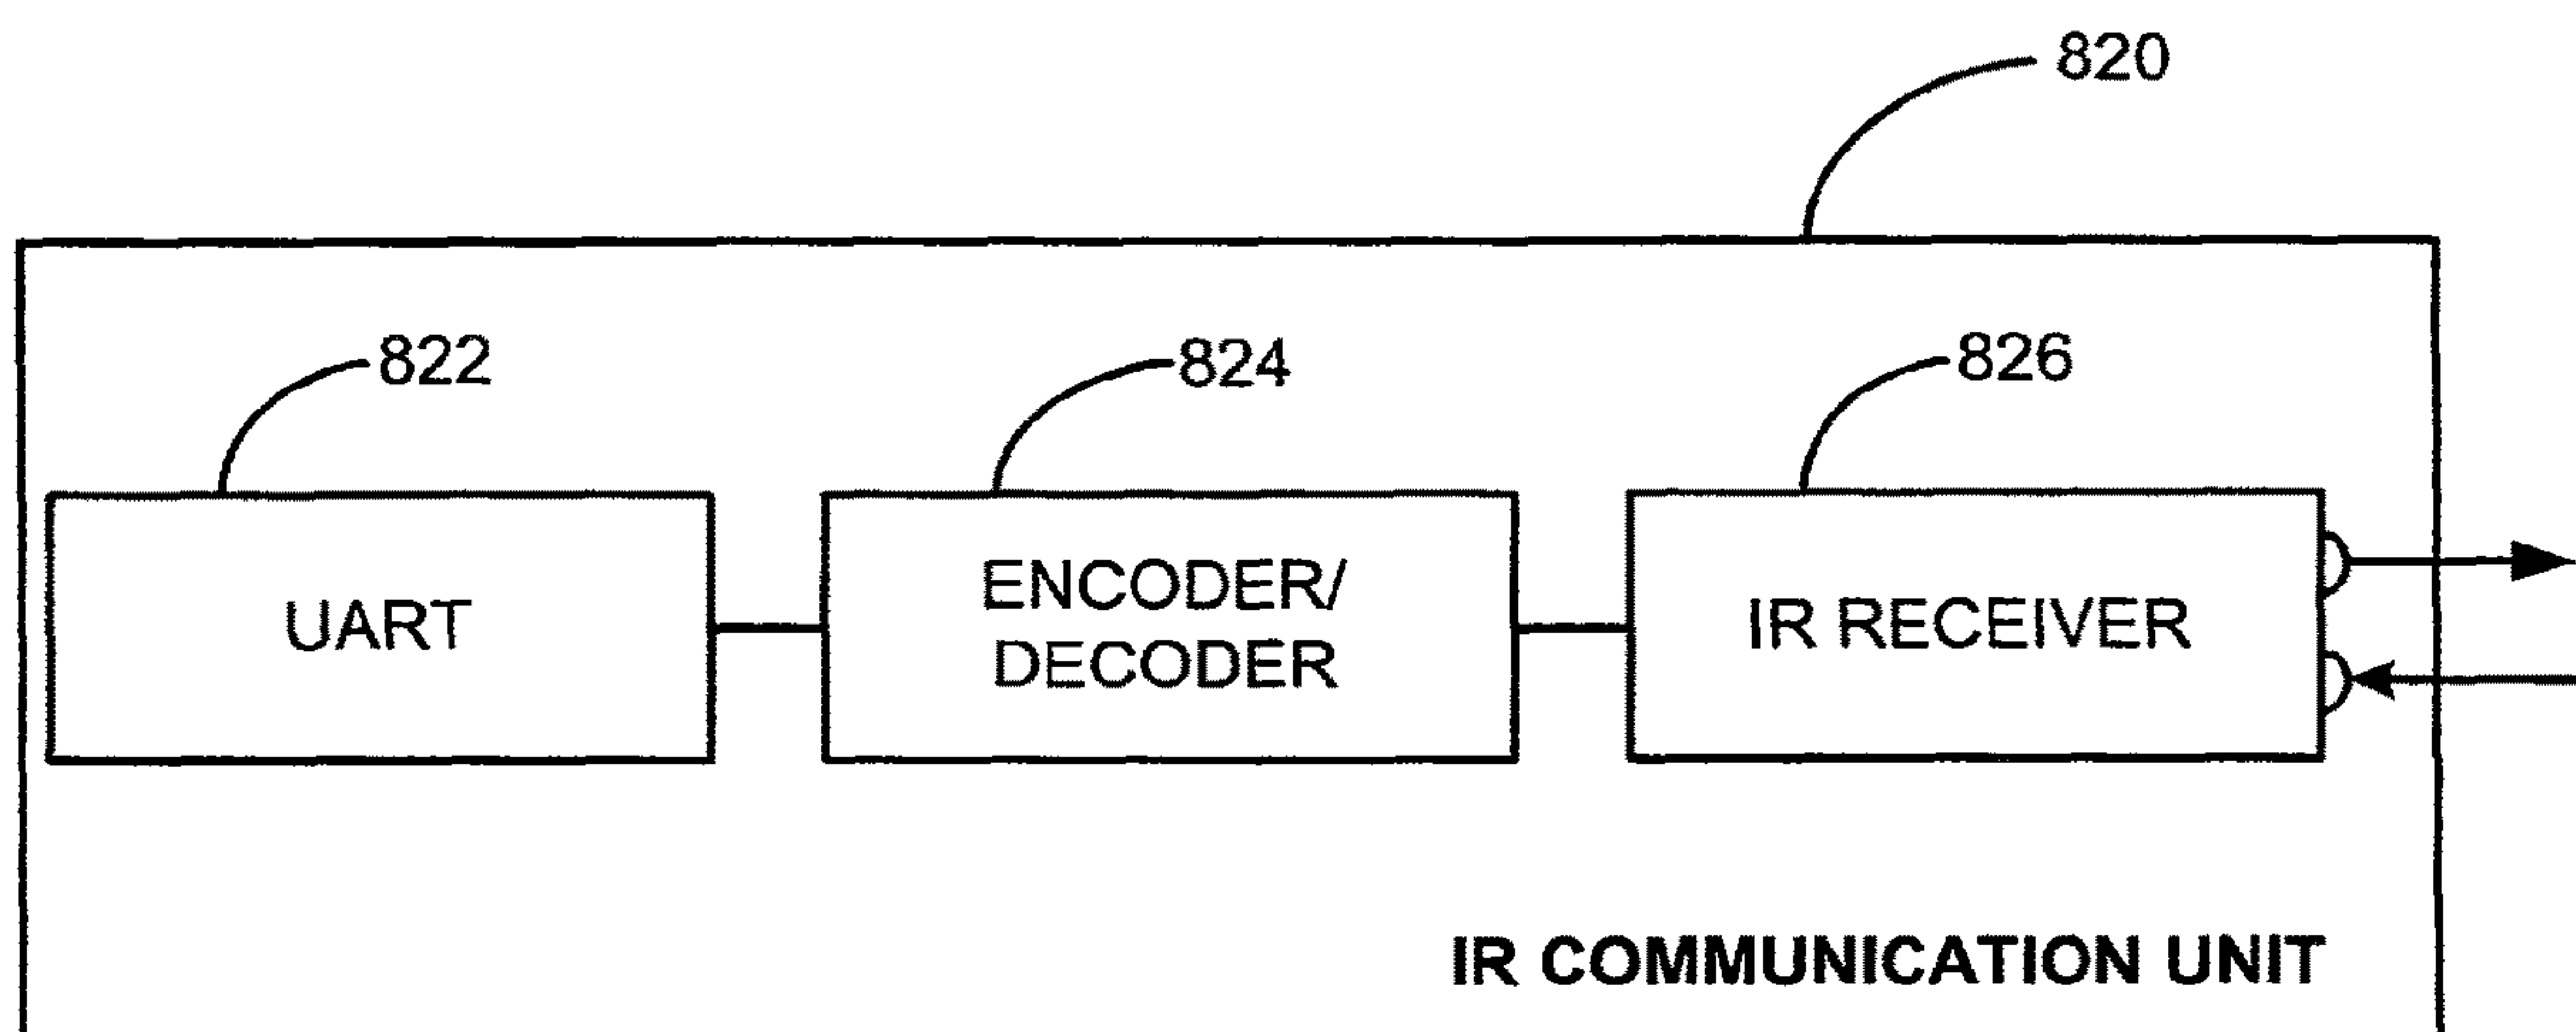 820
822
824
826
UART
ENCODER/
DECODER
IR RECEIVER
IR COMMUNICATION UNIT